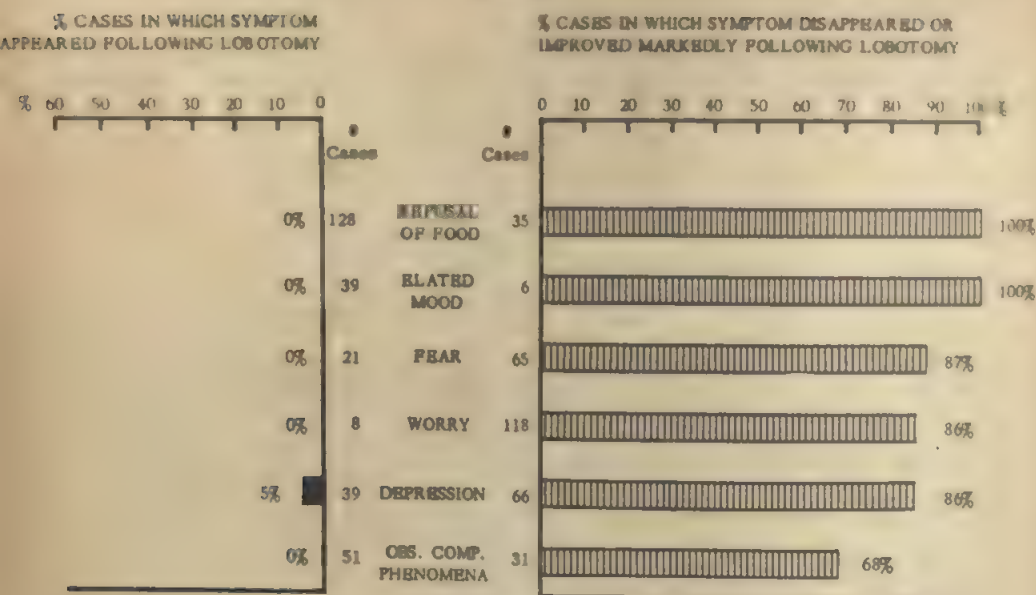 % CASES IN WHICH SYMPTOM
APPEARED FOLLOWING LOBOTOMY
% CASES IN WHICH SYMPTOM DISAPPEARED OR
IMPROVED MARKEDLY FOLLOWING LOBOTOMY
% 60 50 40 30 20 10 0
0 10 20 30 40 50 60 70 80 90 100 %
# Cases
# Cases
0% 128 REFUSAL OF FOOD 35 100%
0% 39 ELATED MOOD 6 100%
0% 21 FEAR 65 87%
0% 8 WORRY 118 86%
5% 39 DEPRESSION 66 86%
0% 51 OBS. COMP. PHENOMENA 31 68%